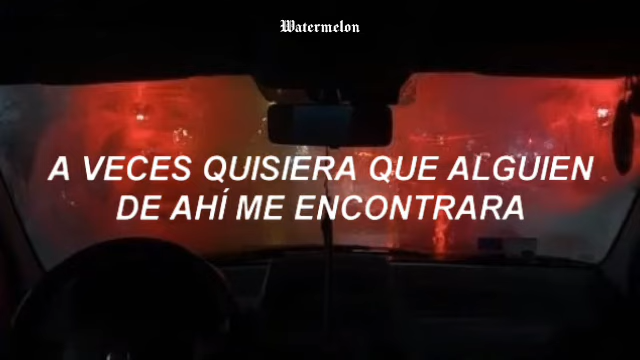 Watermelon
A VECES QUISIERA QUE ALGUIEN
DE AHÍ ME ENCONTRARA